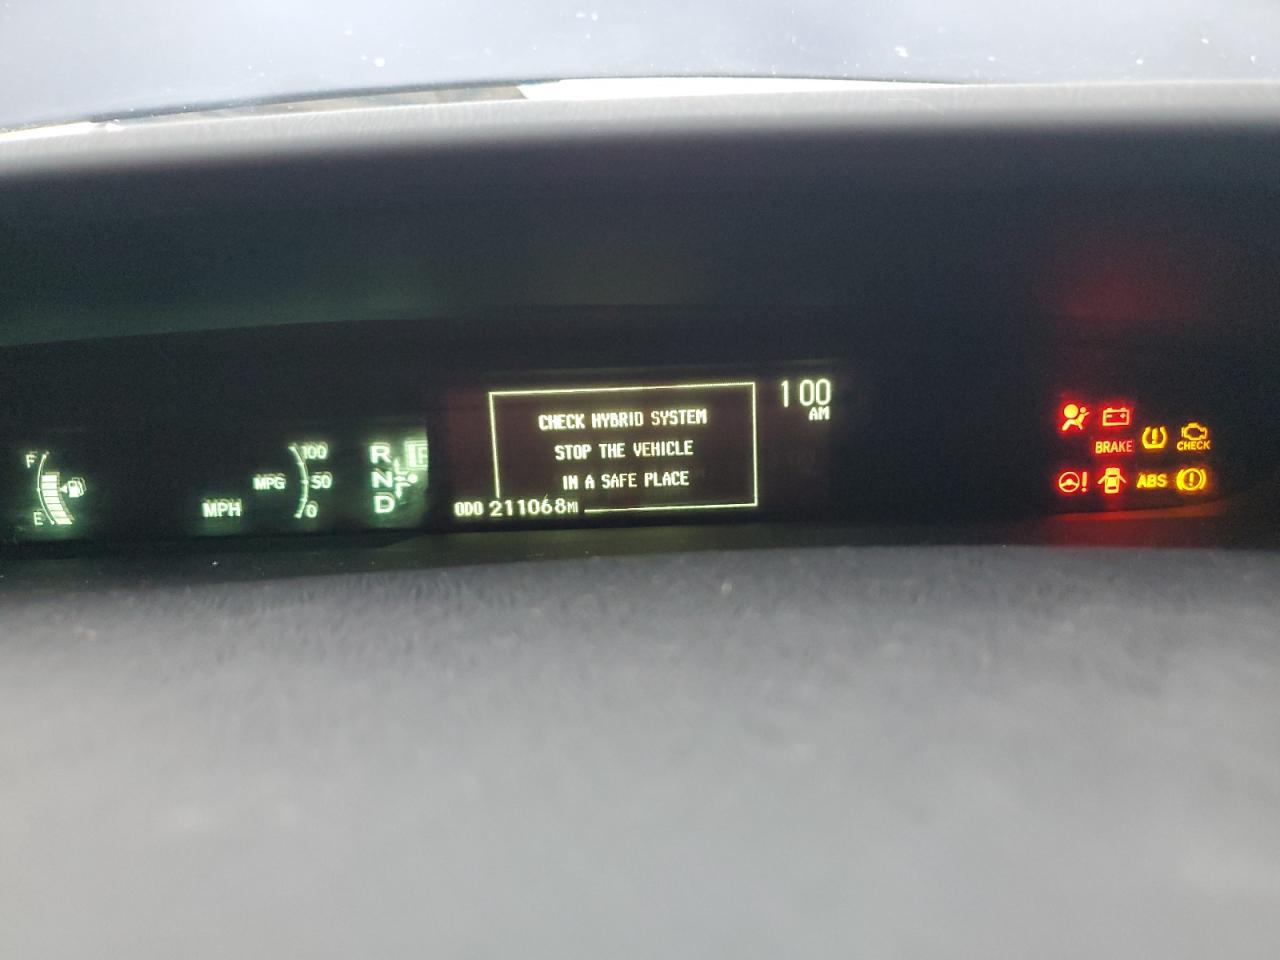 F
E
MPH
MPG
100
50
0
R
N
D
P
CHECK HYBRID SYSTEM
STOP THE VEHICLE
IN A SAFE PLACE
ODO 211068MI
1 00
AM
BRAKE
CHECK
ABS